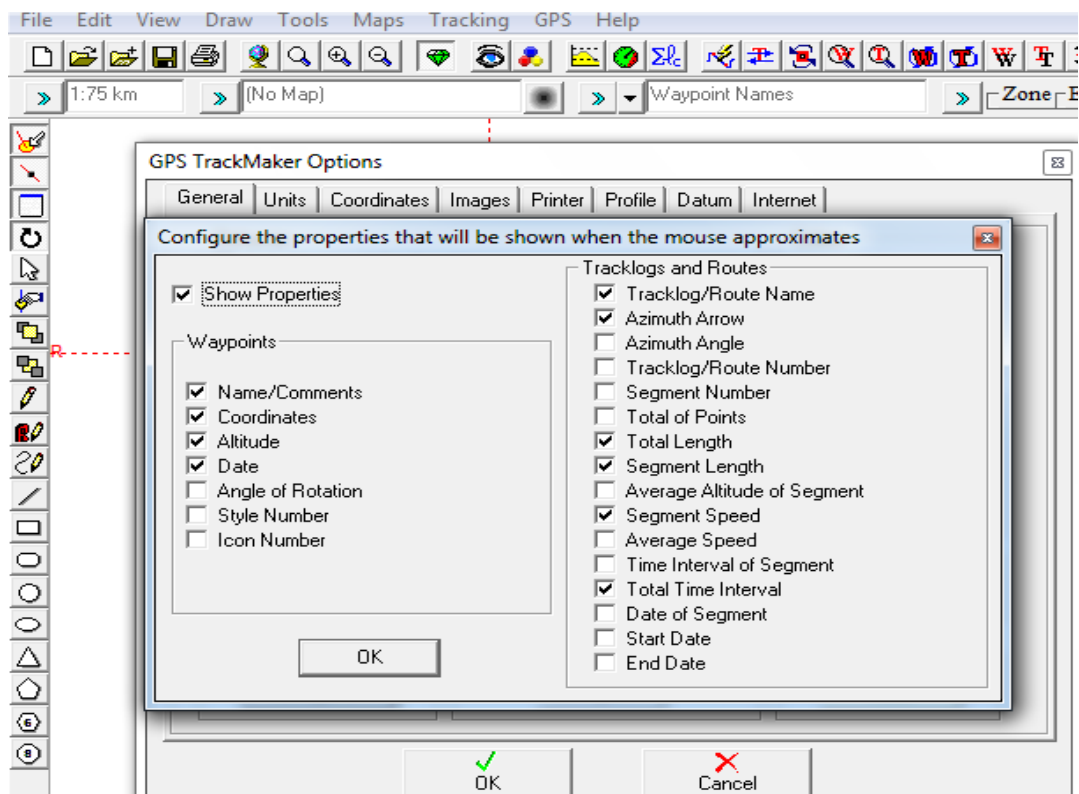 File Edit View Draw Tools Maps Tracking GPS Help
1:75 km (No Map) Waypoint Names Zone
GPS TrackMaker Options
General Units Coordinates Images Printer Profile Datum Internet
Configure the properties that will be shown when the mouse approximates
Show Properties
Waypoints
Name/Comments
Coordinates
Altitude
Date
Angle of Rotation
Style Number
Icon Number
OK
Tracklogs and Routes
Tracklog/Route Name
Azimuth Arrow
Azimuth Angle
Tracklog/Route Number
Segment Number
Total of Points
Total Length
Segment Length
Average Altitude of Segment
Segment Speed
Average Speed
Time Interval of Segment
Total Time Interval
Date of Segment
Start Date
End Date
R
6
8
OK Cancel